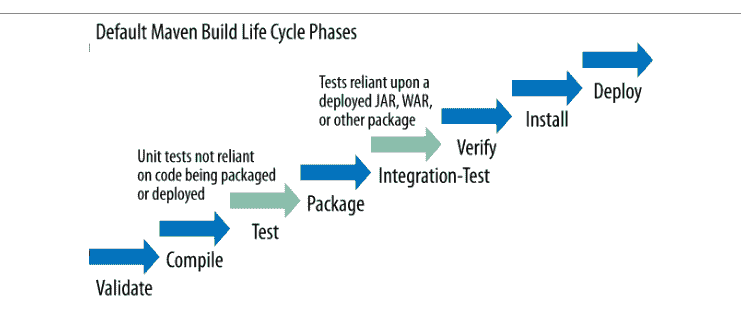 Default Maven Build Life Cycle Phases
Tests reliant upon a
deployed JAR, WAR,
or other package
Deploy
Install
Verify
Unit tests not reliant
on code being packaged
or deployed
Integration-Test
Package
Test
Compile
Validate